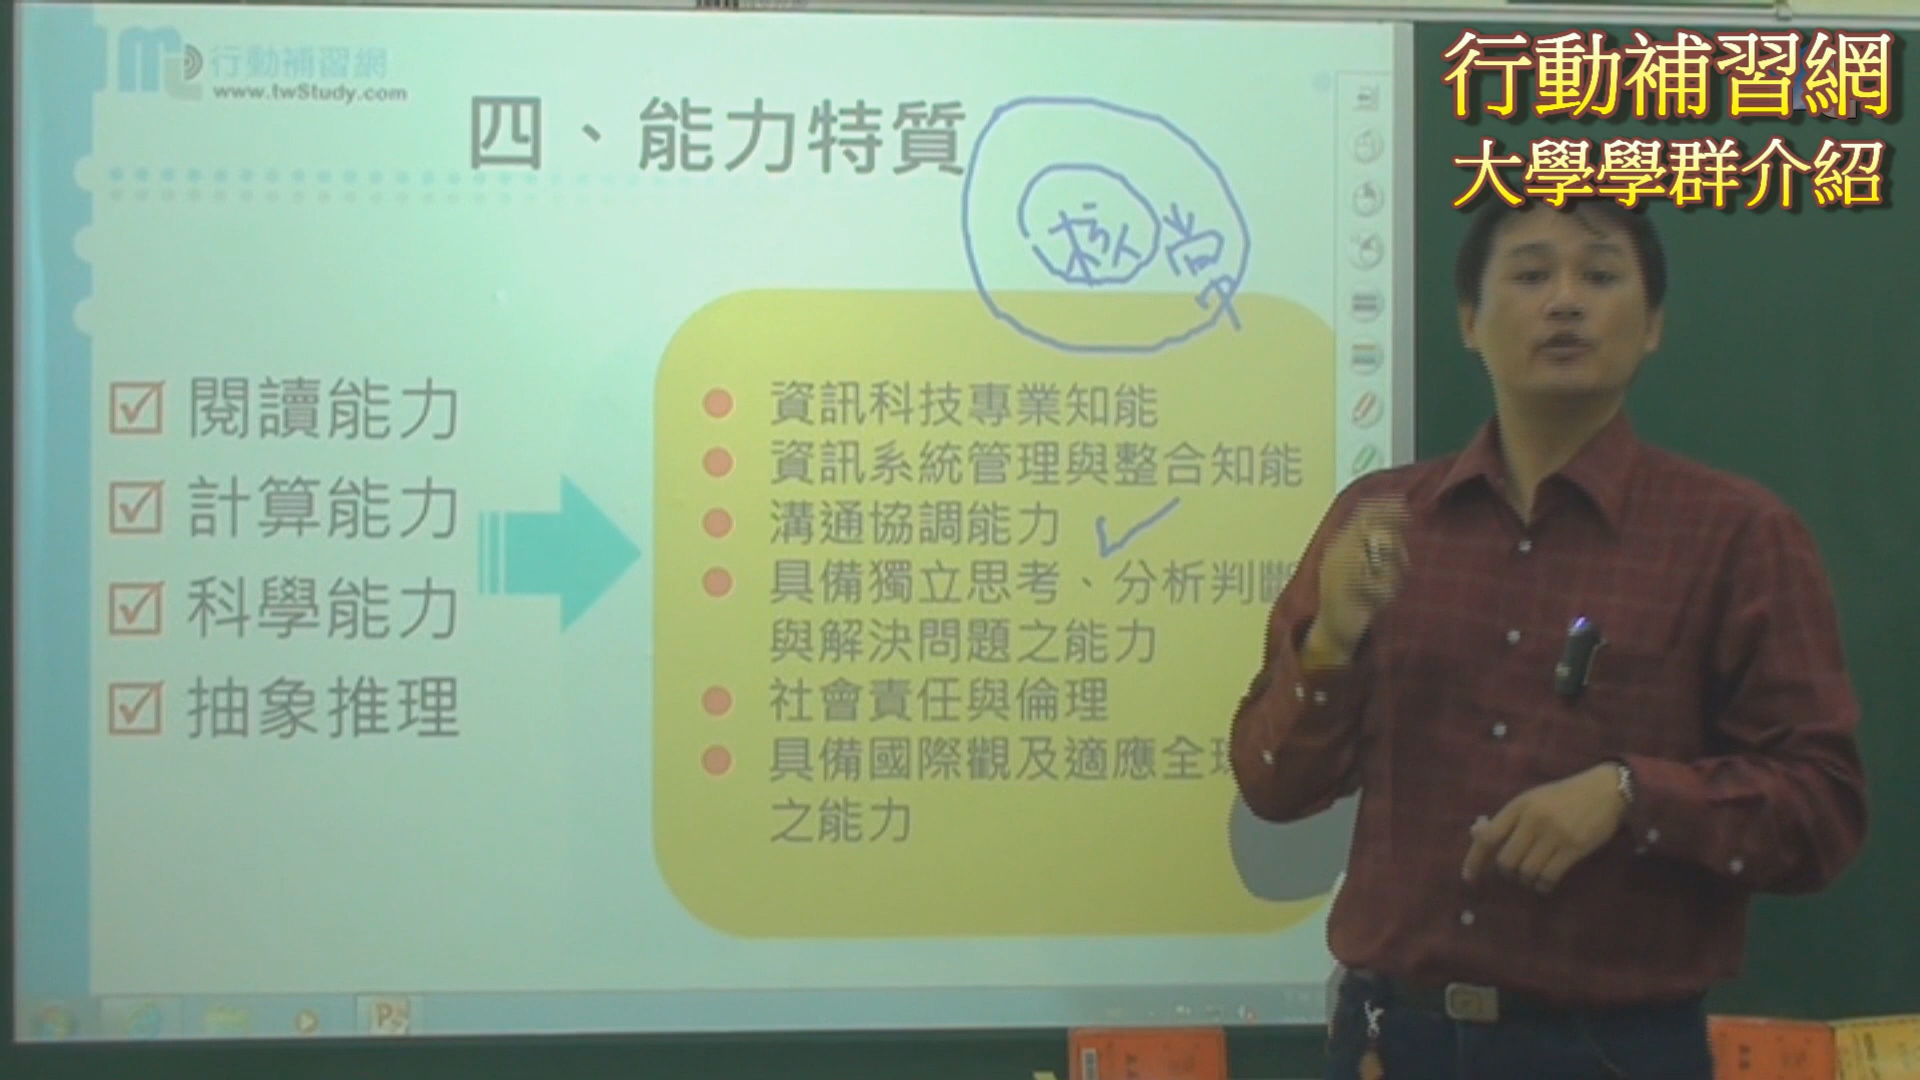 行動補習網
大學學群介紹
行動補習網
www.twStudy.com
四、能力特質
核 尚
中
閱讀能力
計算能力
科學能力
抽象推理
資訊科技專業知能
資訊系統管理與整合知能
溝通協調能力
具備獨立思考、分析判斷
與解決問題之能力
社會責任與倫理
具備國際觀及適應全球
之能力